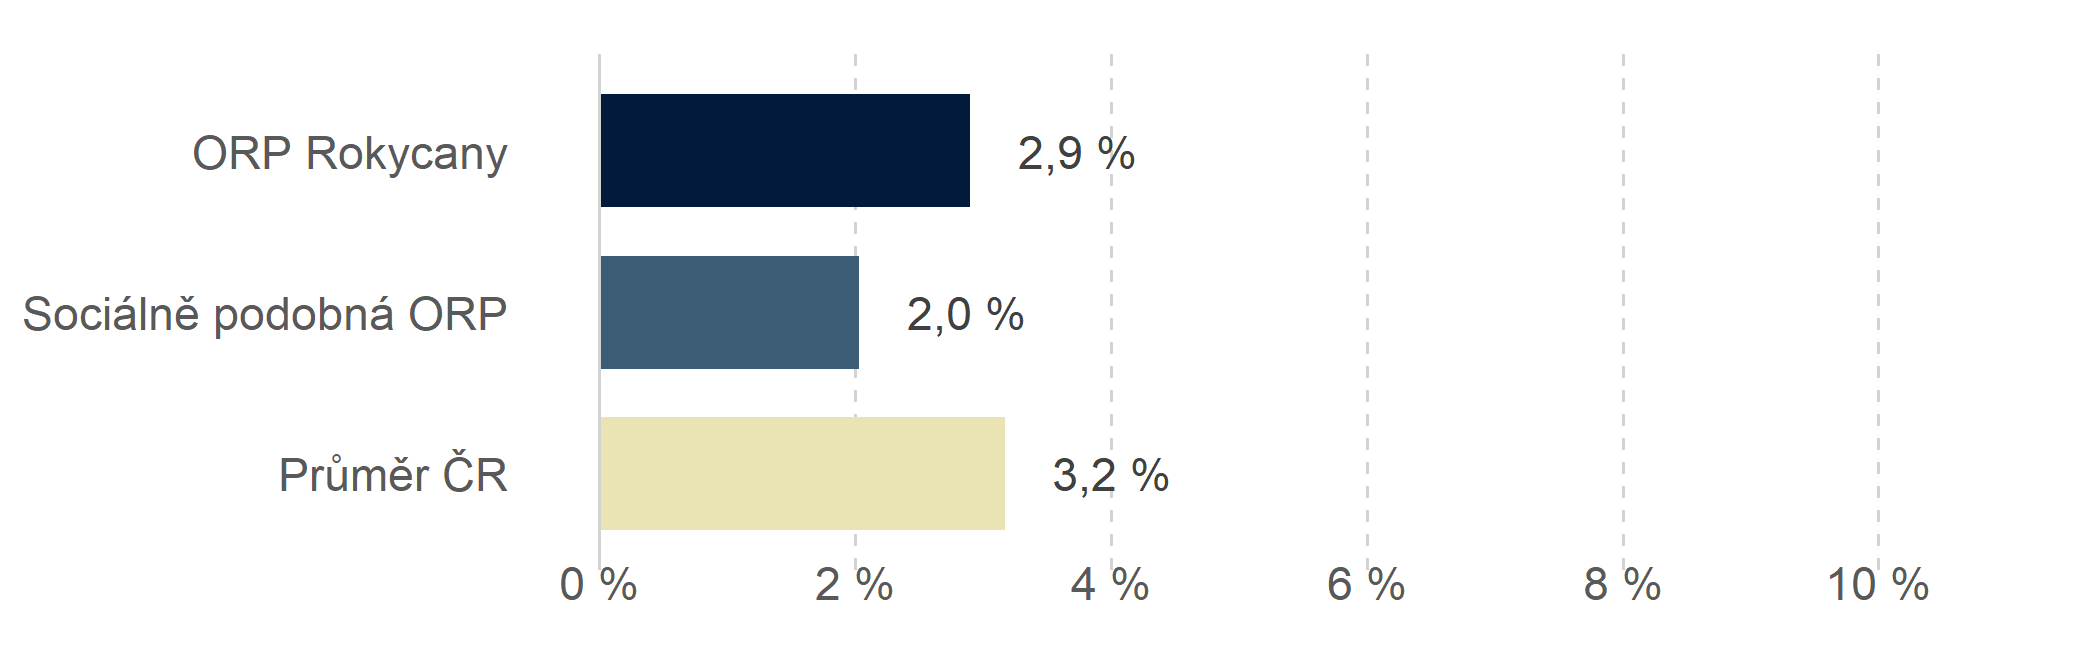 ORP Rokycany 2,9 %
Sociálně podobná ORP 2,0 %
Průměr ČR 3,2 %
0 % 2 % 4 % 6 % 8 % 10 %